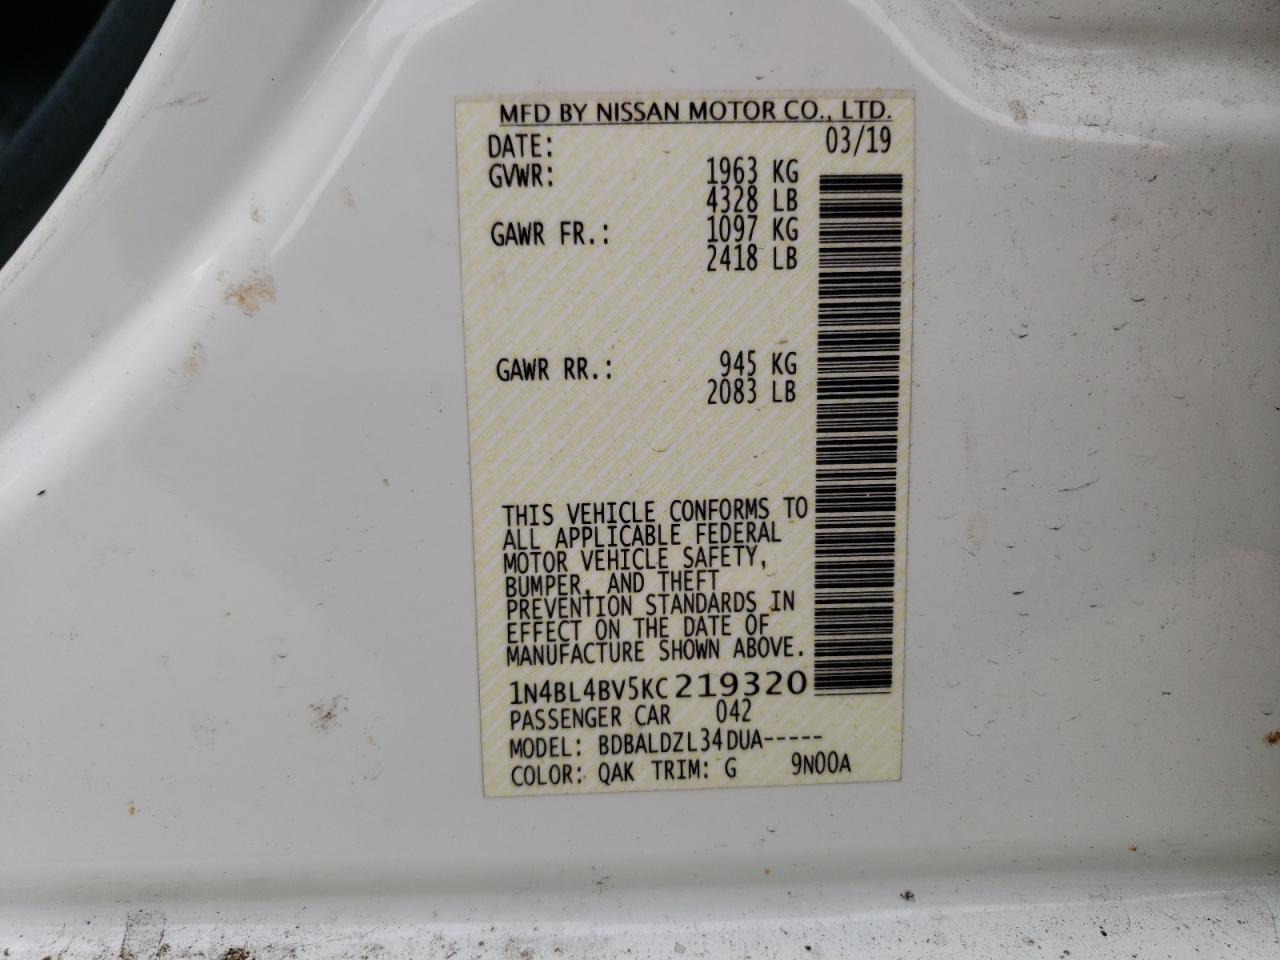 MFD BY NISSAN MOTOR CO., LTD.
DATE: 03/19
GVWR: 1963 KG
4328 LB
GAWR FR.: 1097 KG
2418 LB
GAWR RR.: 945 KG
2083 LB
THIS VEHICLE CONFORMS TO
ALL APPLICABLE FEDERAL
MOTOR VEHICLE SAFETY,
BUMPER, AND THEFT
PREVENTION STANDARDS IN
EFFECT ON THE DATE OF
MANUFACTURE SHOWN ABOVE.
1N4BL4BV5KC219320
PASSENGER CAR 042
MODEL: BDBALDZL34DUA-----
COLOR: QAK TRIM: G 9N00A